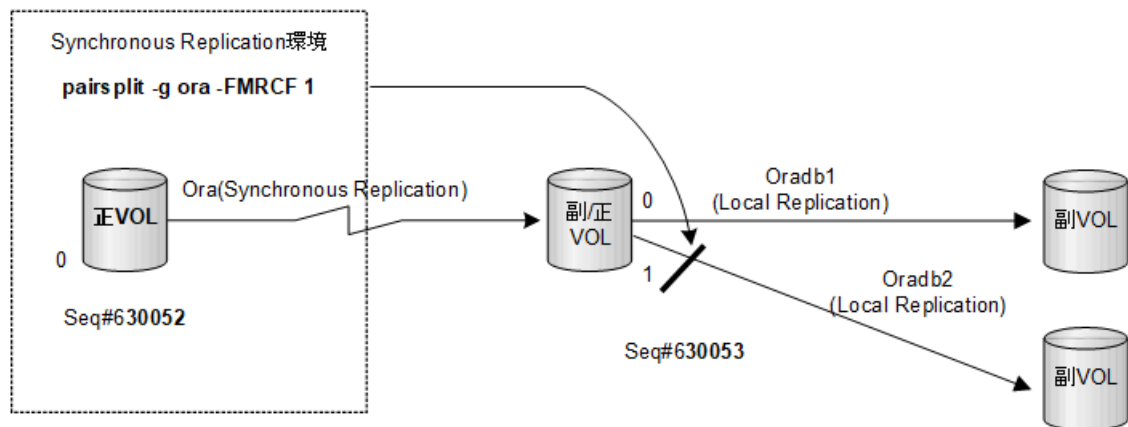 Synchronous Replication環境
pairsplit -g ora -FMRCF 1
Ora(Synchronous Replication)
正VOL
0
Seq#630052
副/正
VOL
0
1
Seq#630053
Oradb1
(Local Replication)
副VOL
Oradb2
(Local Replication)
副VOL